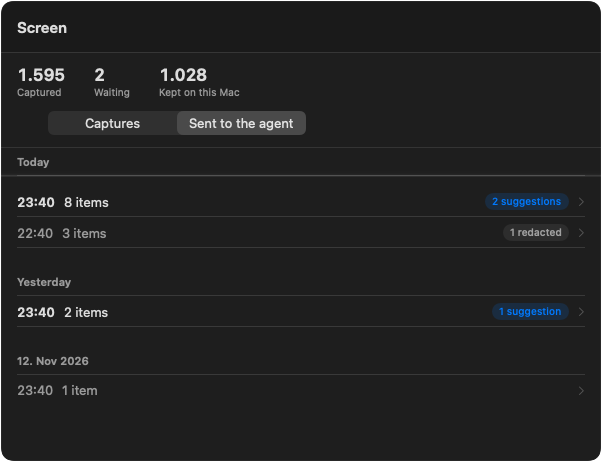 Screen
1.595 2 1.028
Captured Waiting Kept on this Mac
Captures Sent to the agent
Today
23:40 8 items 2 suggestions
22:40 3 items 1 redacted
Yesterday
23:40 2 items 1 suggestion
12. Nov 2026
23:40 1 item